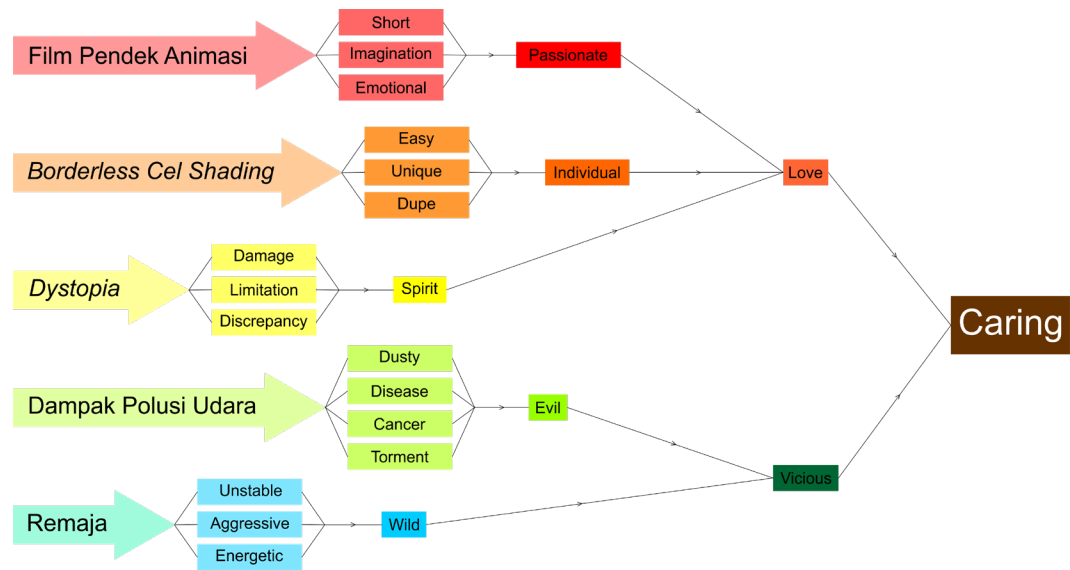 Film Pendek Animasi
Short
Imagination
Emotional
Passionate
Borderless Cel Shading
Easy
Unique
Dupe
Individual
Love
Dystopia
Damage
Limitation
Discrepancy
Spirit
Caring
Dampak Polusi Udara
Dusty
Disease
Cancer
Torment
Evil
Vicious
Remaja
Unstable
Aggressive
Energetic
Wild